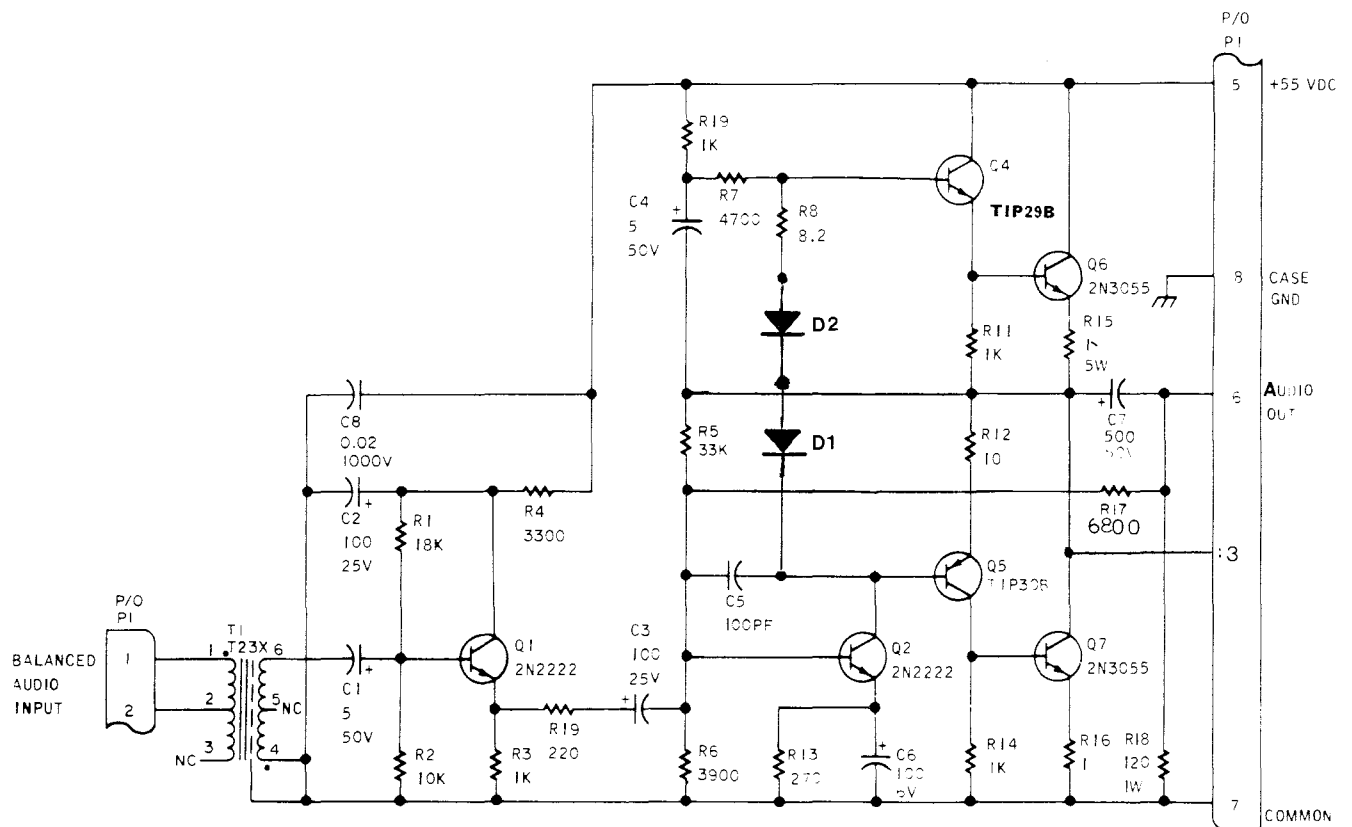 P/O
P1
5
+55 VDC
R19
1K
R7
4700
R8
8.2
C4
5
50V
Q4
TIP29B
Q6
2N3055
8
CASE
GND
D2
R11
1K
R15
5W
6
AUDIO
OUT
C7
500
50V
C8
0.02
1000V
R5
33K
D1
R12
10
C2
100
25V
R1
18K
R4
3300
R17
6800
3
C5
100PF
Q5
TIP30B
P/O
P1
BALANCED
AUDIO
INPUT
1
2
T1
T23X
1
2
3
6
5
4
NC
NC
C1
5
50V
Q1
2N2222
C3
100
25V
Q2
2N2222
Q7
2N3055
R19
220
R2
10K
R3
1K
R6
3900
R13
270
C6
100
R14
1K
R16
1
R18
120
1W
7
COMMON